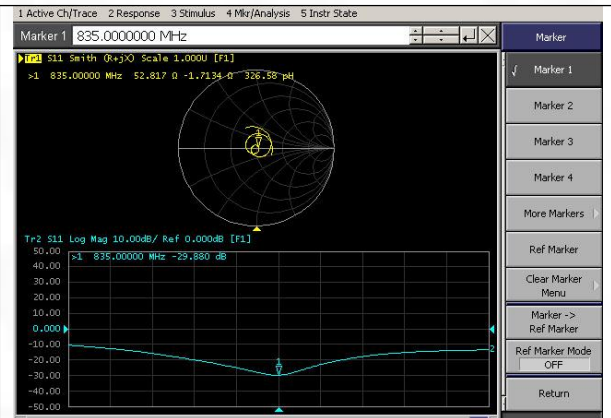 1 Active Ch/Trace 2 Response 3 Stimulus 4 Mkr/Analysis 5 Instr State
Marker 1 835.0000000 MHz
Tr1 S11 Smith (R+jX) Scale 1.000U [F1]
>1 835.00000 MHz 52.817 Ω -1.7134 Ω 326.58 pH
1
Tr2 S11 Log Mag 10.00dB/ Ref 0.000dB [F1]
>1 835.00000 MHz -29.880 dB
50.00
40.00
30.00
20.00
10.00
0.000
-10.00
-20.00
-30.00
-40.00
-50.00
1
2
Marker
√ Marker 1
Marker 2
Marker 3
Marker 4
More Markers
Ref Marker
Clear Marker
Menu
Marker ->
Ref Marker
Ref Marker Mode
OFF
Return